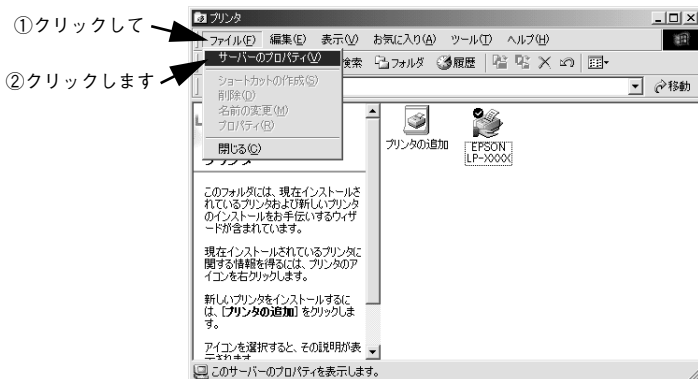 プリンタ
①クリックして
ファイル(F) 編集(E) 表示(V) お気に入り(A) ツール(T) ヘルプ(H)
②クリックします
サーバーのプロパティ(V)
検索 フォルダ 履歴
ショートカットの作成(S)
削除(D)
名前の変更(M)
プロパティ(R)
閉じる(C)
移動
プリンタ
プリンタの追加
EPSON
LP-XXXX
このフォルダには、現在インストールさ
れているプリンタおよび新しいプリンタ
のインストールをお手伝いするウィザ
ードが含まれています。
現在インストールされているプリンタに
関する情報を得るには、プリンタのア
イコンを右クリックします。
新しいプリンタをインストールするに
は、[プリンタの追加] をクリックしま
す。
アイコンを選択すると、その説明が表
示されます。
このサーバーのプロパティを表示します。